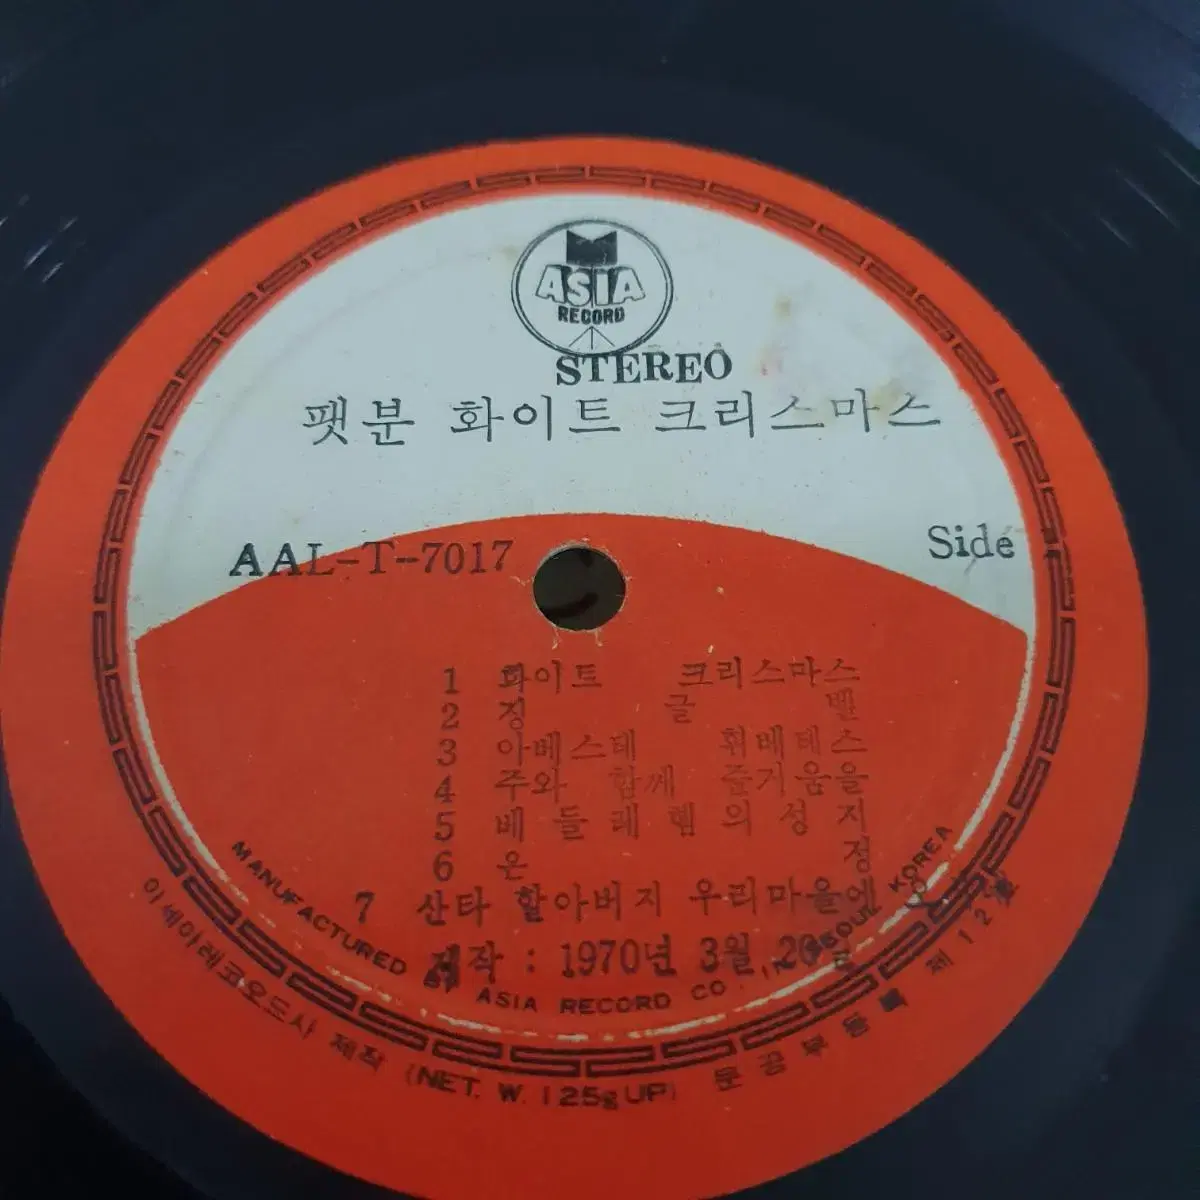 ASIA
RECORD
STEREO
팻분 화이트 크리스마스
AAL-T-7017
Side
1 화이트 크리스마스
2 징글벨
3 아베스테 휘베테스
4 주와 함께 즐거움을
5 베들레헴의성지
6 은정
7 산타 할아버지 우리마을에
제작 : 1970년 3월 20일
MANUFACTURED BY ASIA RECORD CO. IN SEOUL KOREA
아세아레코오드사 제작 (NET. W. 125g UP) 문공부등록 제12호